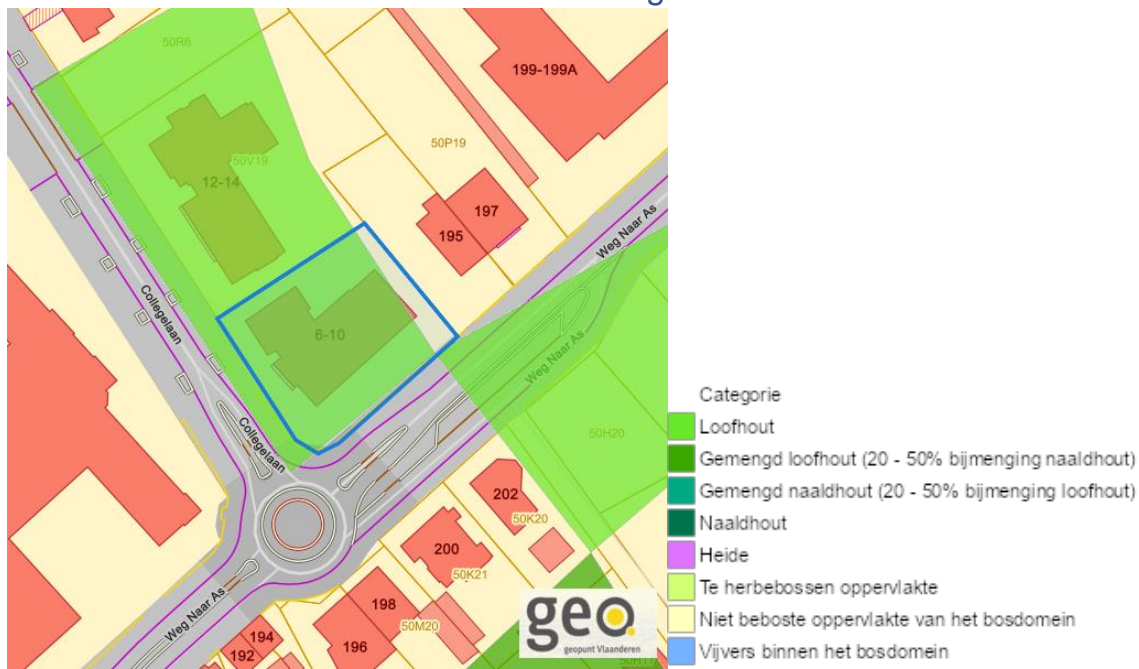 50R6
199-199A
50P19
50V19
12-14
197
195
Weg Naar As
Collegelaan
6-10
Weg Naar As
Collegelaan
50H20
202
50K20
200
50K21
198
50M20
Weg Naar As
194
192
196
geo
geopunt Vlaanderen
Categorie
Loofhout
Gemengd loofhout (20 - 50% bijmenging naaldhout)
Gemengd naaldhout (20 - 50% bijmenging loofhout)
Naaldhout
Heide
Te herbebossen oppervlakte
Niet beboste oppervlakte van het bosdomein
Vijvers binnen het bosdomein